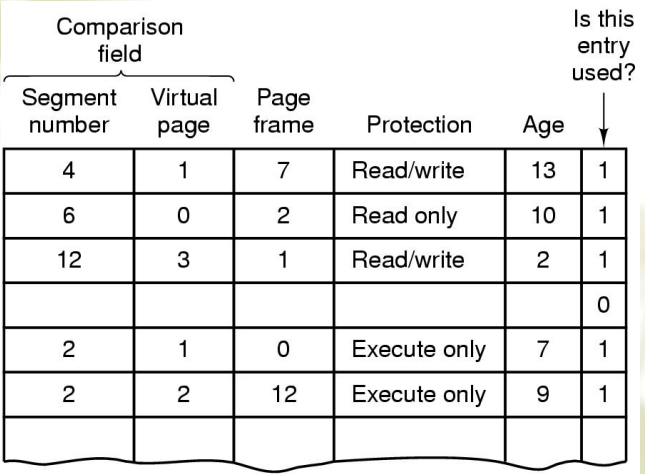 Comparison field
Is this entry used?
Segment number Virtual page Page frame Protection Age
4 1 7 Read/write 13 1
6 0 2 Read only 10 1
12 3 1 Read/write 2 1
0
2 1 0 Execute only 7 1
2 2 12 Execute only 9 1